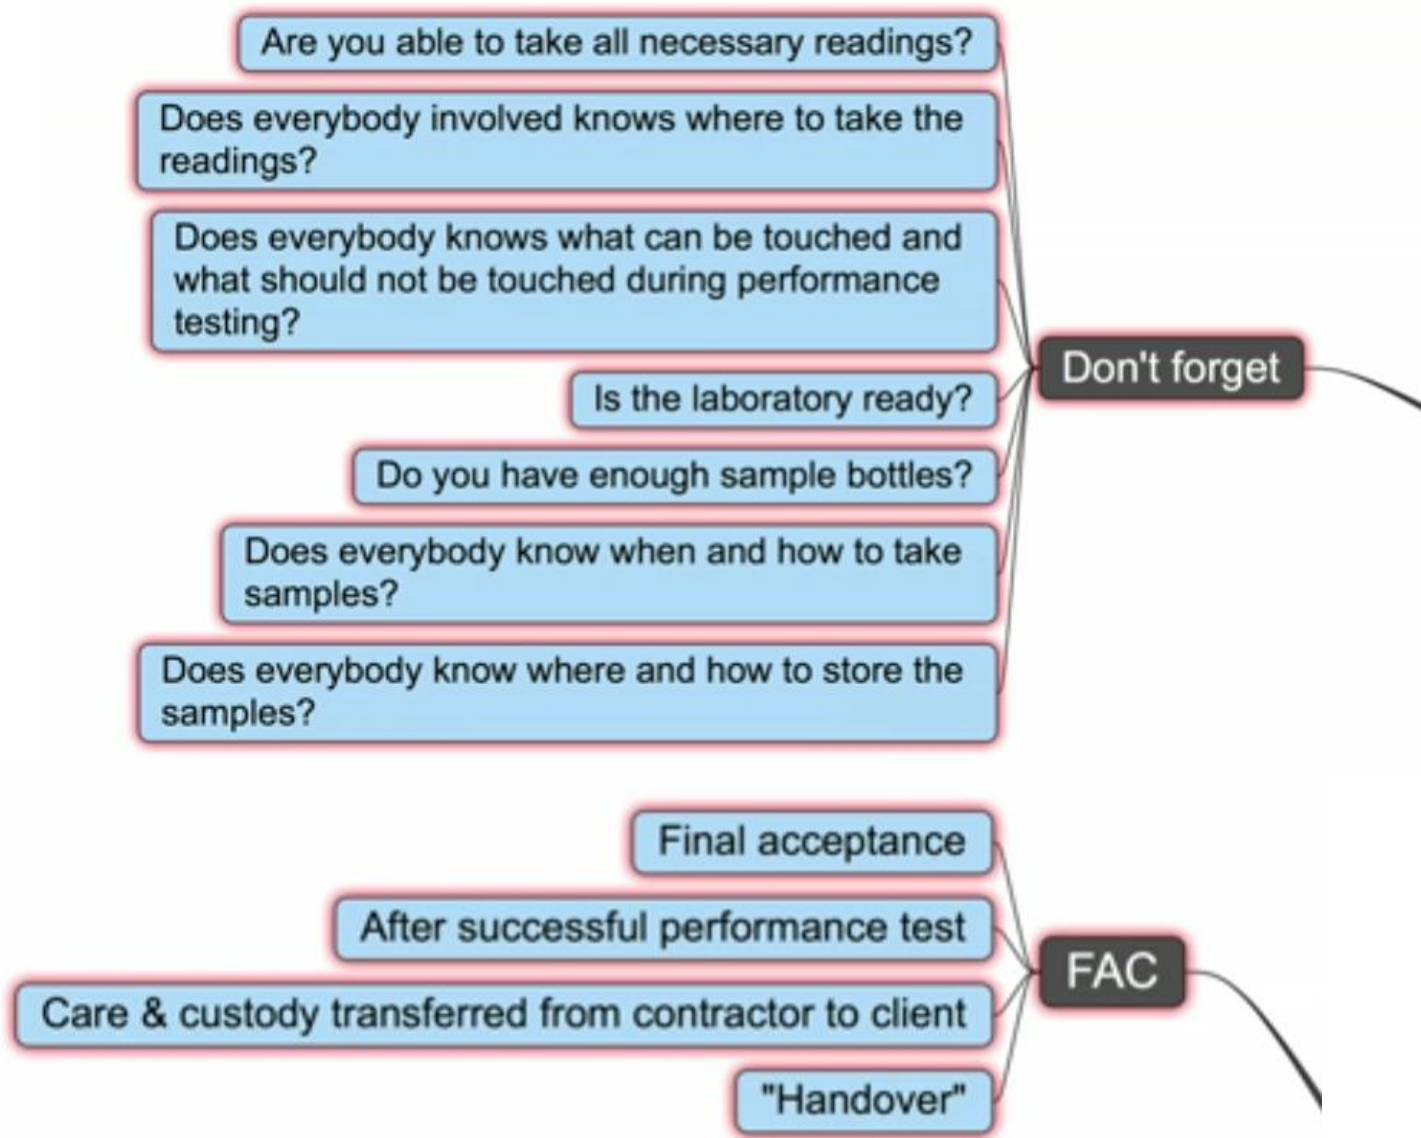 Are you able to take all necessary readings?
Does everybody involved knows where to take the
readings?
Does everybody knows what can be touched and
what should not be touched during performance
testing?
Is the laboratory ready?
Do you have enough sample bottles?
Does everybody know when and how to take
samples?
Does everybody know where and how to store the
samples?
Don't forget
Final acceptance
After successful performance test
Care & custody transferred from contractor to client
"Handover"
FAC